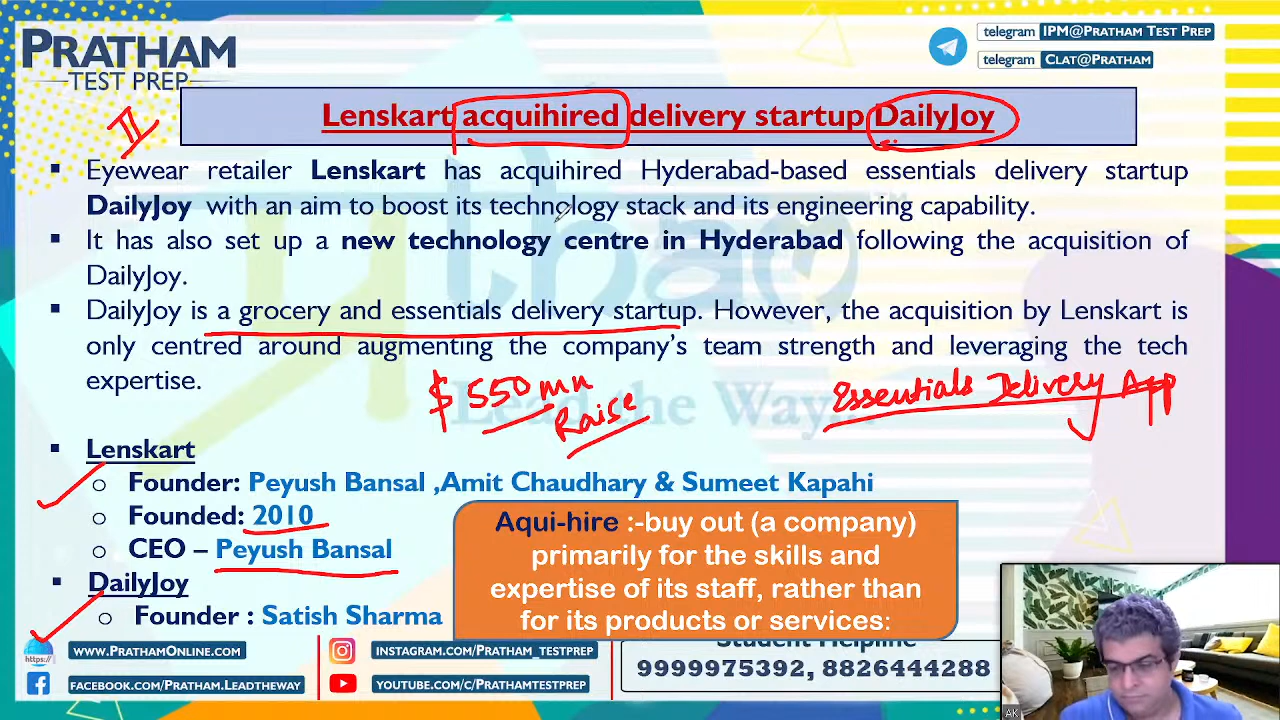 PRATHAM
TEST PREP
telegram IPM@PRATHAM TEST PREP
telegram CLAT@PRATHAM
II
Lenskart acquihired delivery startup DailyJoy
▪ Eyewear retailer Lenskart has acquihired Hyderabad-based essentials delivery startup
DailyJoy with an aim to boost its technology stack and its engineering capability.
▪ It has also set up a new technology centre in Hyderabad following the acquisition of
DailyJoy.
▪ DailyJoy is a grocery and essentials delivery startup. However, the acquisition by Lenskart is
only centred around augmenting the company's team strength and leveraging the tech
expertise.
$550 mn
Raise
Essentials Delivery App
Lead the Way...
▪ Lenskart
o Founder: Peyush Bansal ,Amit Chaudhary & Sumeet Kapahi
o Founded: 2010
o CEO – Peyush Bansal
▪ DailyJoy
o Founder : Satish Sharma
Aqui-hire :-buy out (a company)
primarily for the skills and
expertise of its staff, rather than
for its products or services:
https://
WWW.PRATHAMONLINE.COM
FACEBOOK.COM/PRATHAM.LEADTHEWAY
INSTAGRAM.COM/PRATHAM_TESTPREP
YOUTUBE.COM/C/PRATHAMTESTPREP
Student Helpline
9999975392, 8826444288
AK